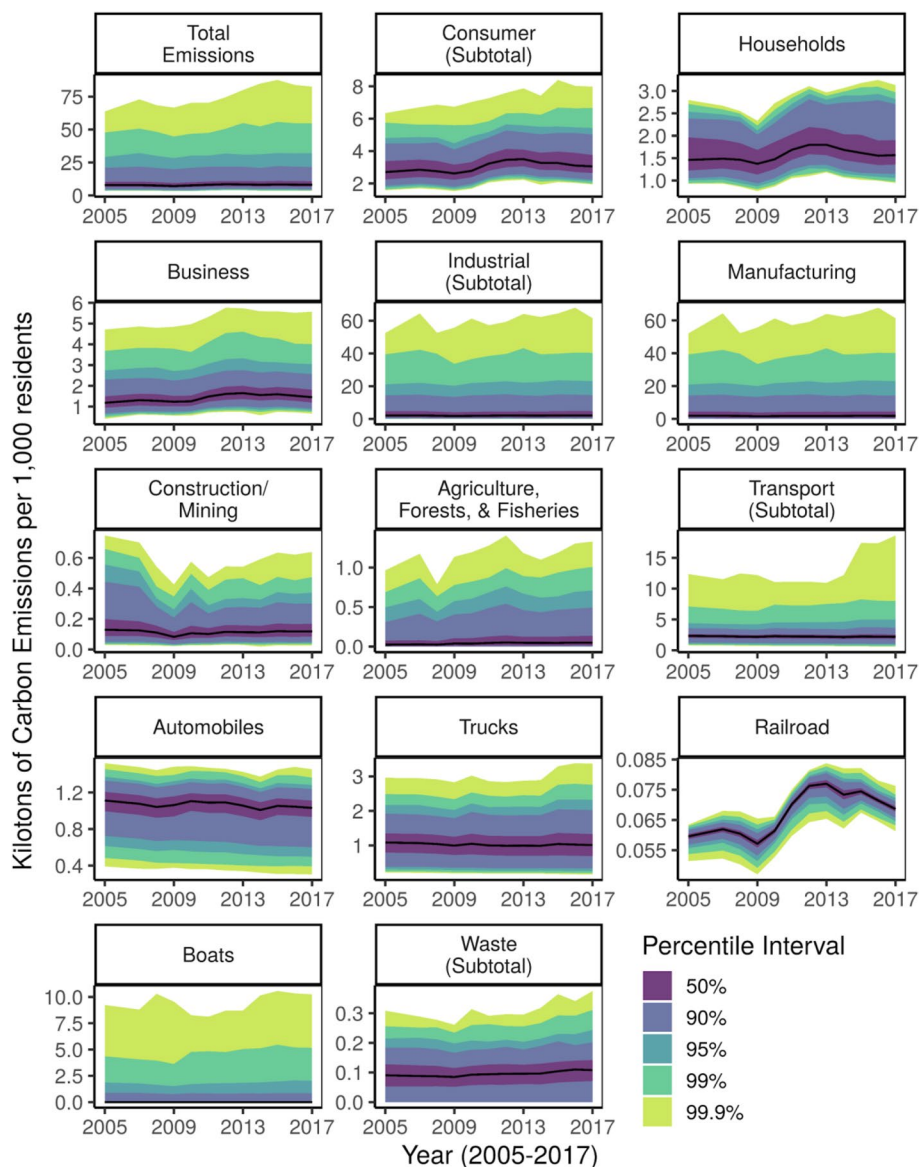 Kilotons of Carbon Emissions per 1,000 residents
Total
Emissions
75
50
25
0
2005 2009 2013 2017
Consumer
(Subtotal)
8
6
4
2
2005 2009 2013 2017
Households
3.0
2.5
2.0
1.5
1.0
2005 2009 2013 2017
Business
6
5
4
3
2
1
2005 2009 2013 2017
Industrial
(Subtotal)
60
40
20
0
2005 2009 2013 2017
Manufacturing
60
40
20
0
2005 2009 2013 2017
Construction/
Mining
0.6
0.4
0.2
0.0
2005 2009 2013 2017
Agriculture,
Forests, & Fisheries
1.0
0.5
0.0
2005 2009 2013 2017
Transport
(Subtotal)
15
10
5
0
2005 2009 2013 2017
Automobiles
1.2
0.8
0.4
2005 2009 2013 2017
Trucks
3
2
1
2005 2009 2013 2017
Railroad
0.085
0.075
0.065
0.055
2005 2009 2013 2017
Boats
10.0
7.5
5.0
2.5
0.0
2005 2009 2013 2017
Waste
(Subtotal)
0.3
0.2
0.1
0.0
2005 2009 2013 2017
Percentile Interval
50%
90%
95%
99%
99.9%
Year (2005-2017)